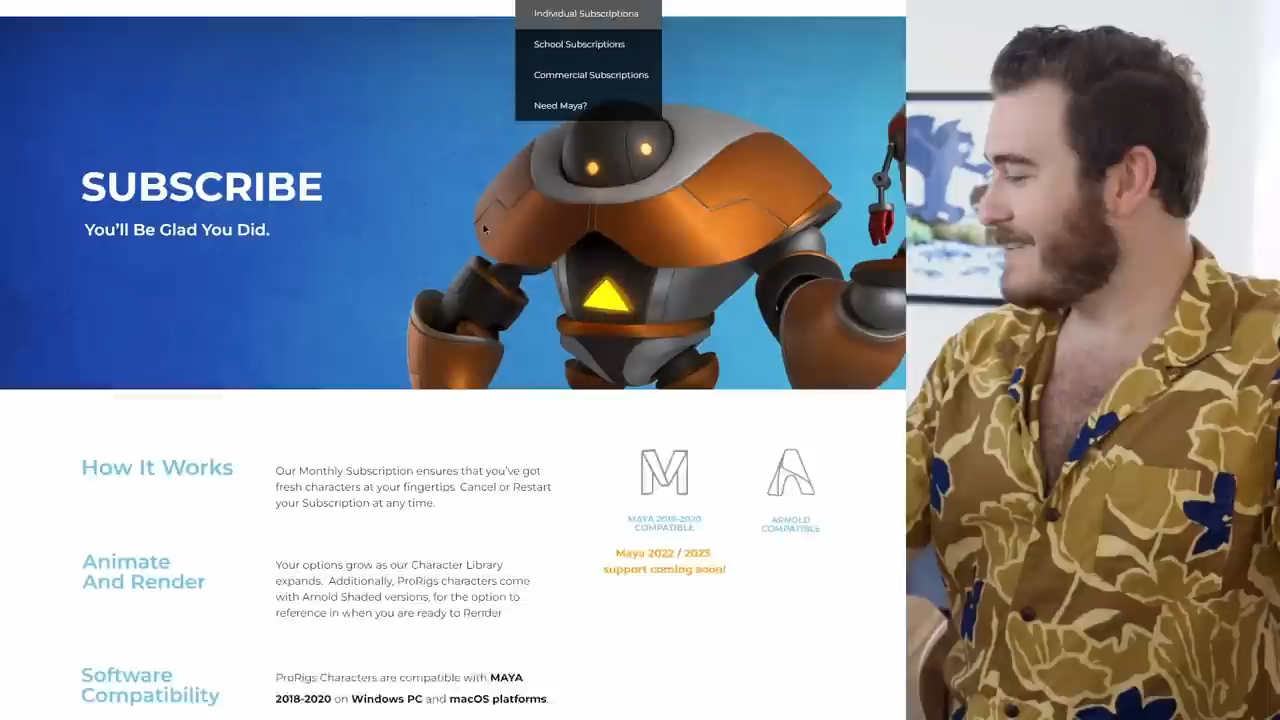 Individual Subscriptions
School Subscriptions
Commercial Subscriptions
Need Maya?
SUBSCRIBE
You'll Be Glad You Did.
How It Works
Our Monthly Subscription ensures that you've got
fresh characters at your fingertips. Cancel or Restart
your Subscription at any time.
MAYA 2018-2020
COMPATIBLE
ARNOLD
COMPATIBLE
Maya 2022 / 2023
support coming soon!
Animate
And Render
Your options grow as our Character Library
expands. Additionally, ProRigs characters come
with Arnold Shaded versions, for the option to
reference in when you are ready to Render
Software
Compatibility
ProRigs Characters are compatible with MAYA
2018-2020 on Windows PC and macOS platforms.